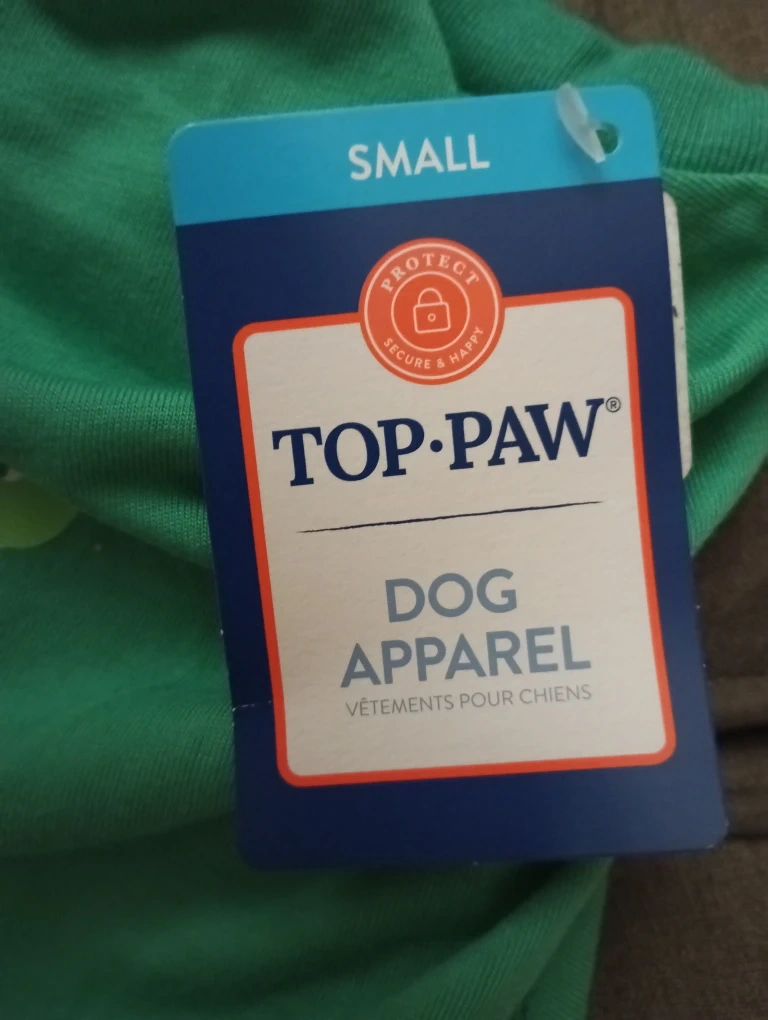 SMALL
PROTECT
SECURE & HAPPY
TOP·PAW®
DOG
APPAREL
VÊTEMENTS POUR CHIENS